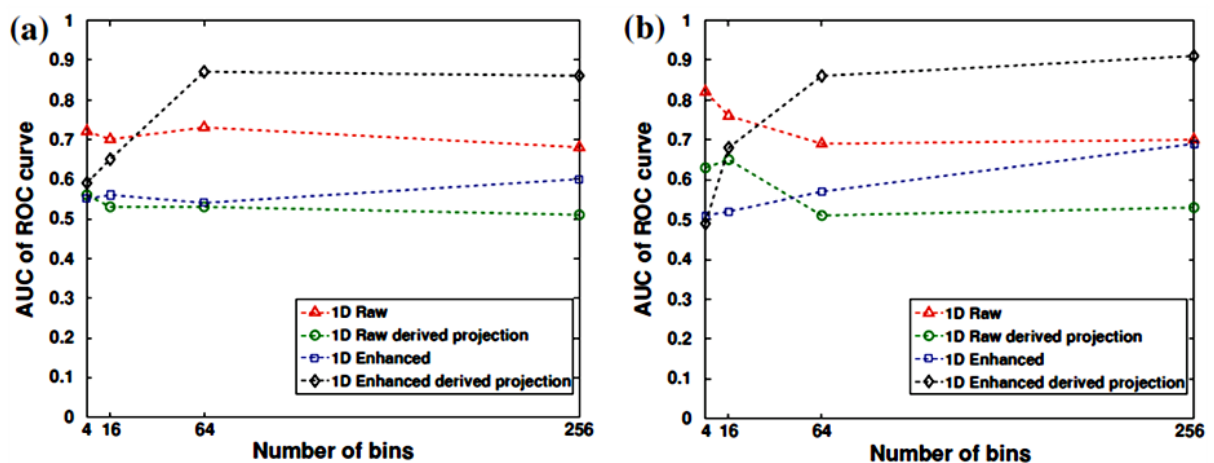 (a)
AUC of ROC curve
1
0.9
0.8
0.7
0.6
0.5
0.4
0.3
0.2
0.1
0
4 16 64 256
Number of bins
1D Raw
1D Raw derived projection
1D Enhanced
1D Enhanced derived projection
(b)
AUC of ROC curve
1
0.9
0.8
0.7
0.6
0.5
0.4
0.3
0.2
0.1
0
4 16 64 256
Number of bins
1D Raw
1D Raw derived projection
1D Enhanced
1D Enhanced derived projection